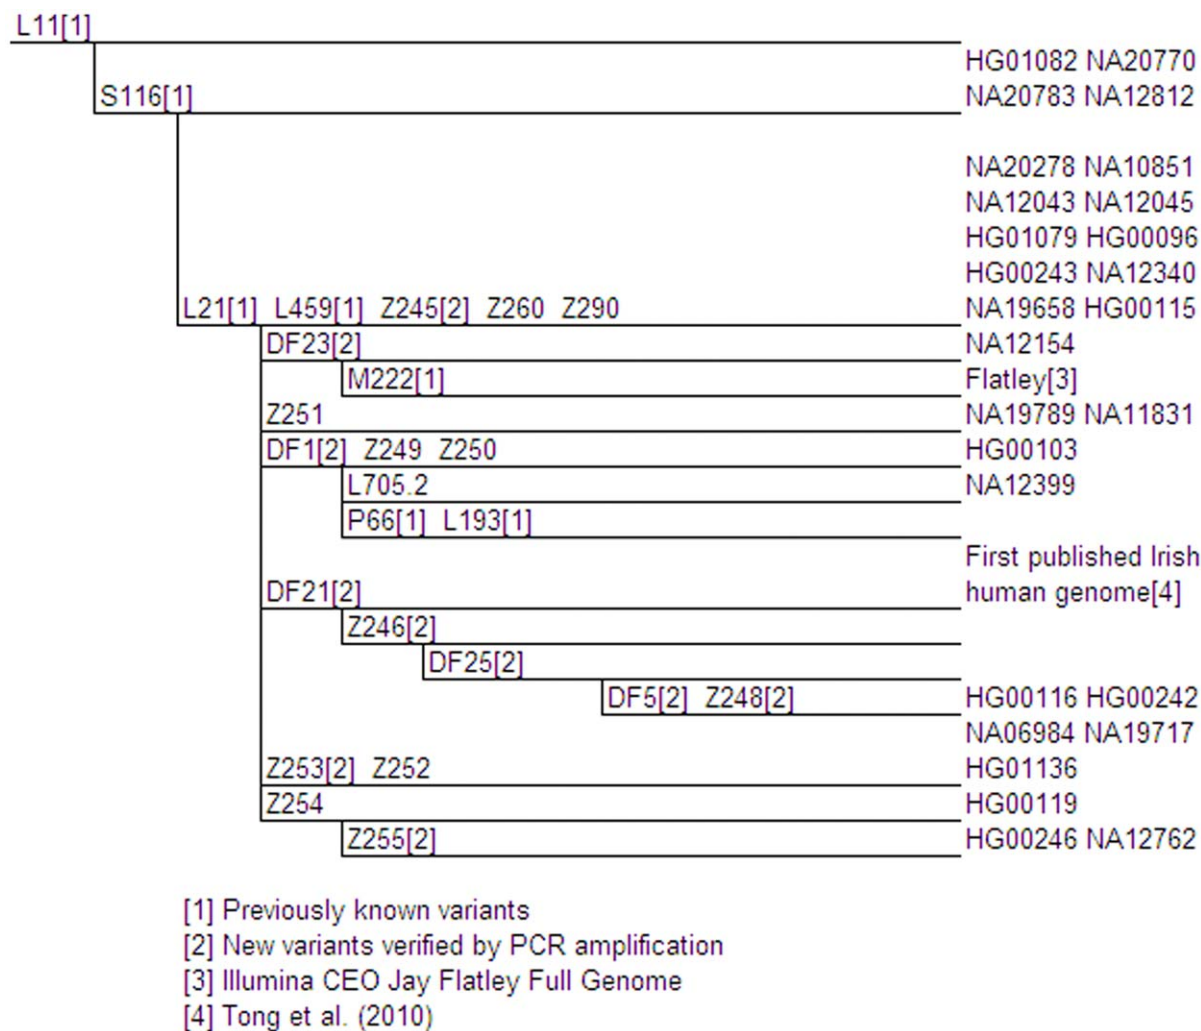 L11[1]
HG01082 NA20770
S116[1] NA20783 NA12812
NA20278 NA10851
NA12043 NA12045
HG01079 HG00096
HG00243 NA12340
L21[1] L459[1] Z245[2] Z260 Z290 NA19658 HG00115
DF23[2] NA12154
M222[1] Flatley[3]
Z251 NA19789 NA11831
DF1[2] Z249 Z250 HG00103
L705.2 NA12399
P66[1] L193[1]
First published Irish
DF21[2] human genome[4]
Z246[2]
DF25[2]
DF5[2] Z248[2] HG00116 HG00242
NA06984 NA19717
Z253[2] Z252 HG01136
Z254 HG00119
Z255[2] HG00246 NA12762
[1] Previously known variants
[2] New variants verified by PCR amplification
[3] Illumina CEO Jay Flatley Full Genome
[4] Tong et al. (2010)